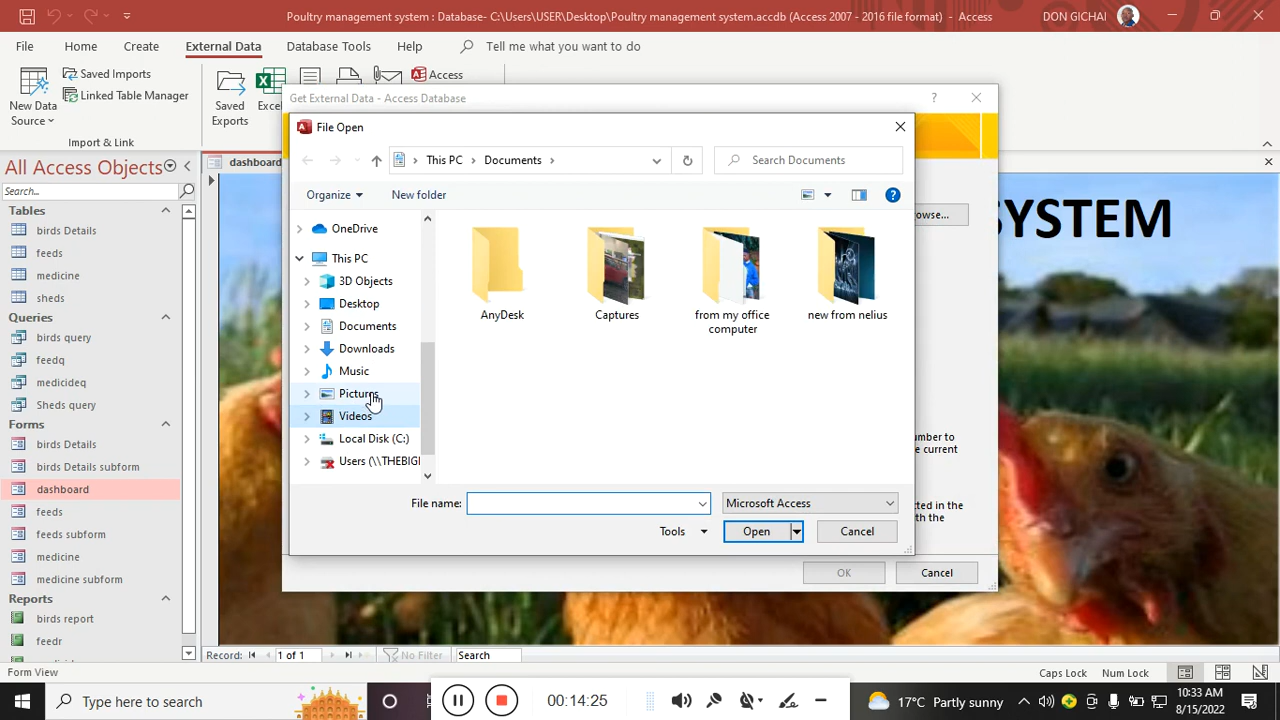 Poultry management system : Database- C:\Users\USER\Desktop\Poultry management system.accdb (Access 2007 - 2016 file format) - Access
DON GICHAI
File Home Create External Data Database Tools Help Tell me what you want to do
New Data Source
Saved Imports
Linked Table Manager
Import & Link
Saved Exports
Access
Get External Data - Access Database
File Open
This PC Documents
Search Documents
Organize New folder
OneDrive
This PC
3D Objects
Desktop
Documents
Downloads
Music
Pictures
Videos
Local Disk (C:)
AnyDesk
Captures
from my office computer
new from nelius
File name:
Microsoft Access
Tools Open Cancel
OK Cancel
number to
e current
cted in the
th the
SYSTEM
dashboard
All Access Objects
Search...
Tables
birds Details
feeds
medicine
sheds
Queries
birds query
feedq
medicideq
Sheds query
Forms
birds Details
birds Details subform
dashboard
feeds
feeds subform
medicine
medicine subform
Reports
birds report
feedr
Record: 1 of 1 No Filter Search
Form View
Caps Lock Num Lock
Type here to search
00:14:25
17°C Partly sunny
10:33 AM
8/15/2022